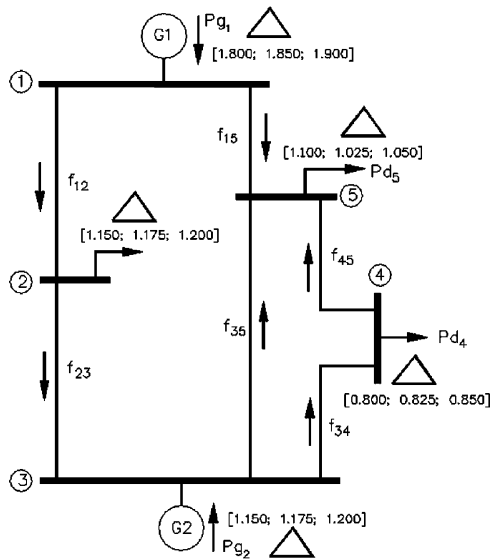 G1
Pg1
[1.800; 1.850; 1.900]
1
f15
[1.100; 1.025; 1.050]
Pd5
f12
5
[1.150; 1.175; 1.200]
f45
4
2
f35
Pd4
f23
[0.800; 0.825; 0.850]
f34
3
[1.150; 1.175; 1.200]
G2
Pg2